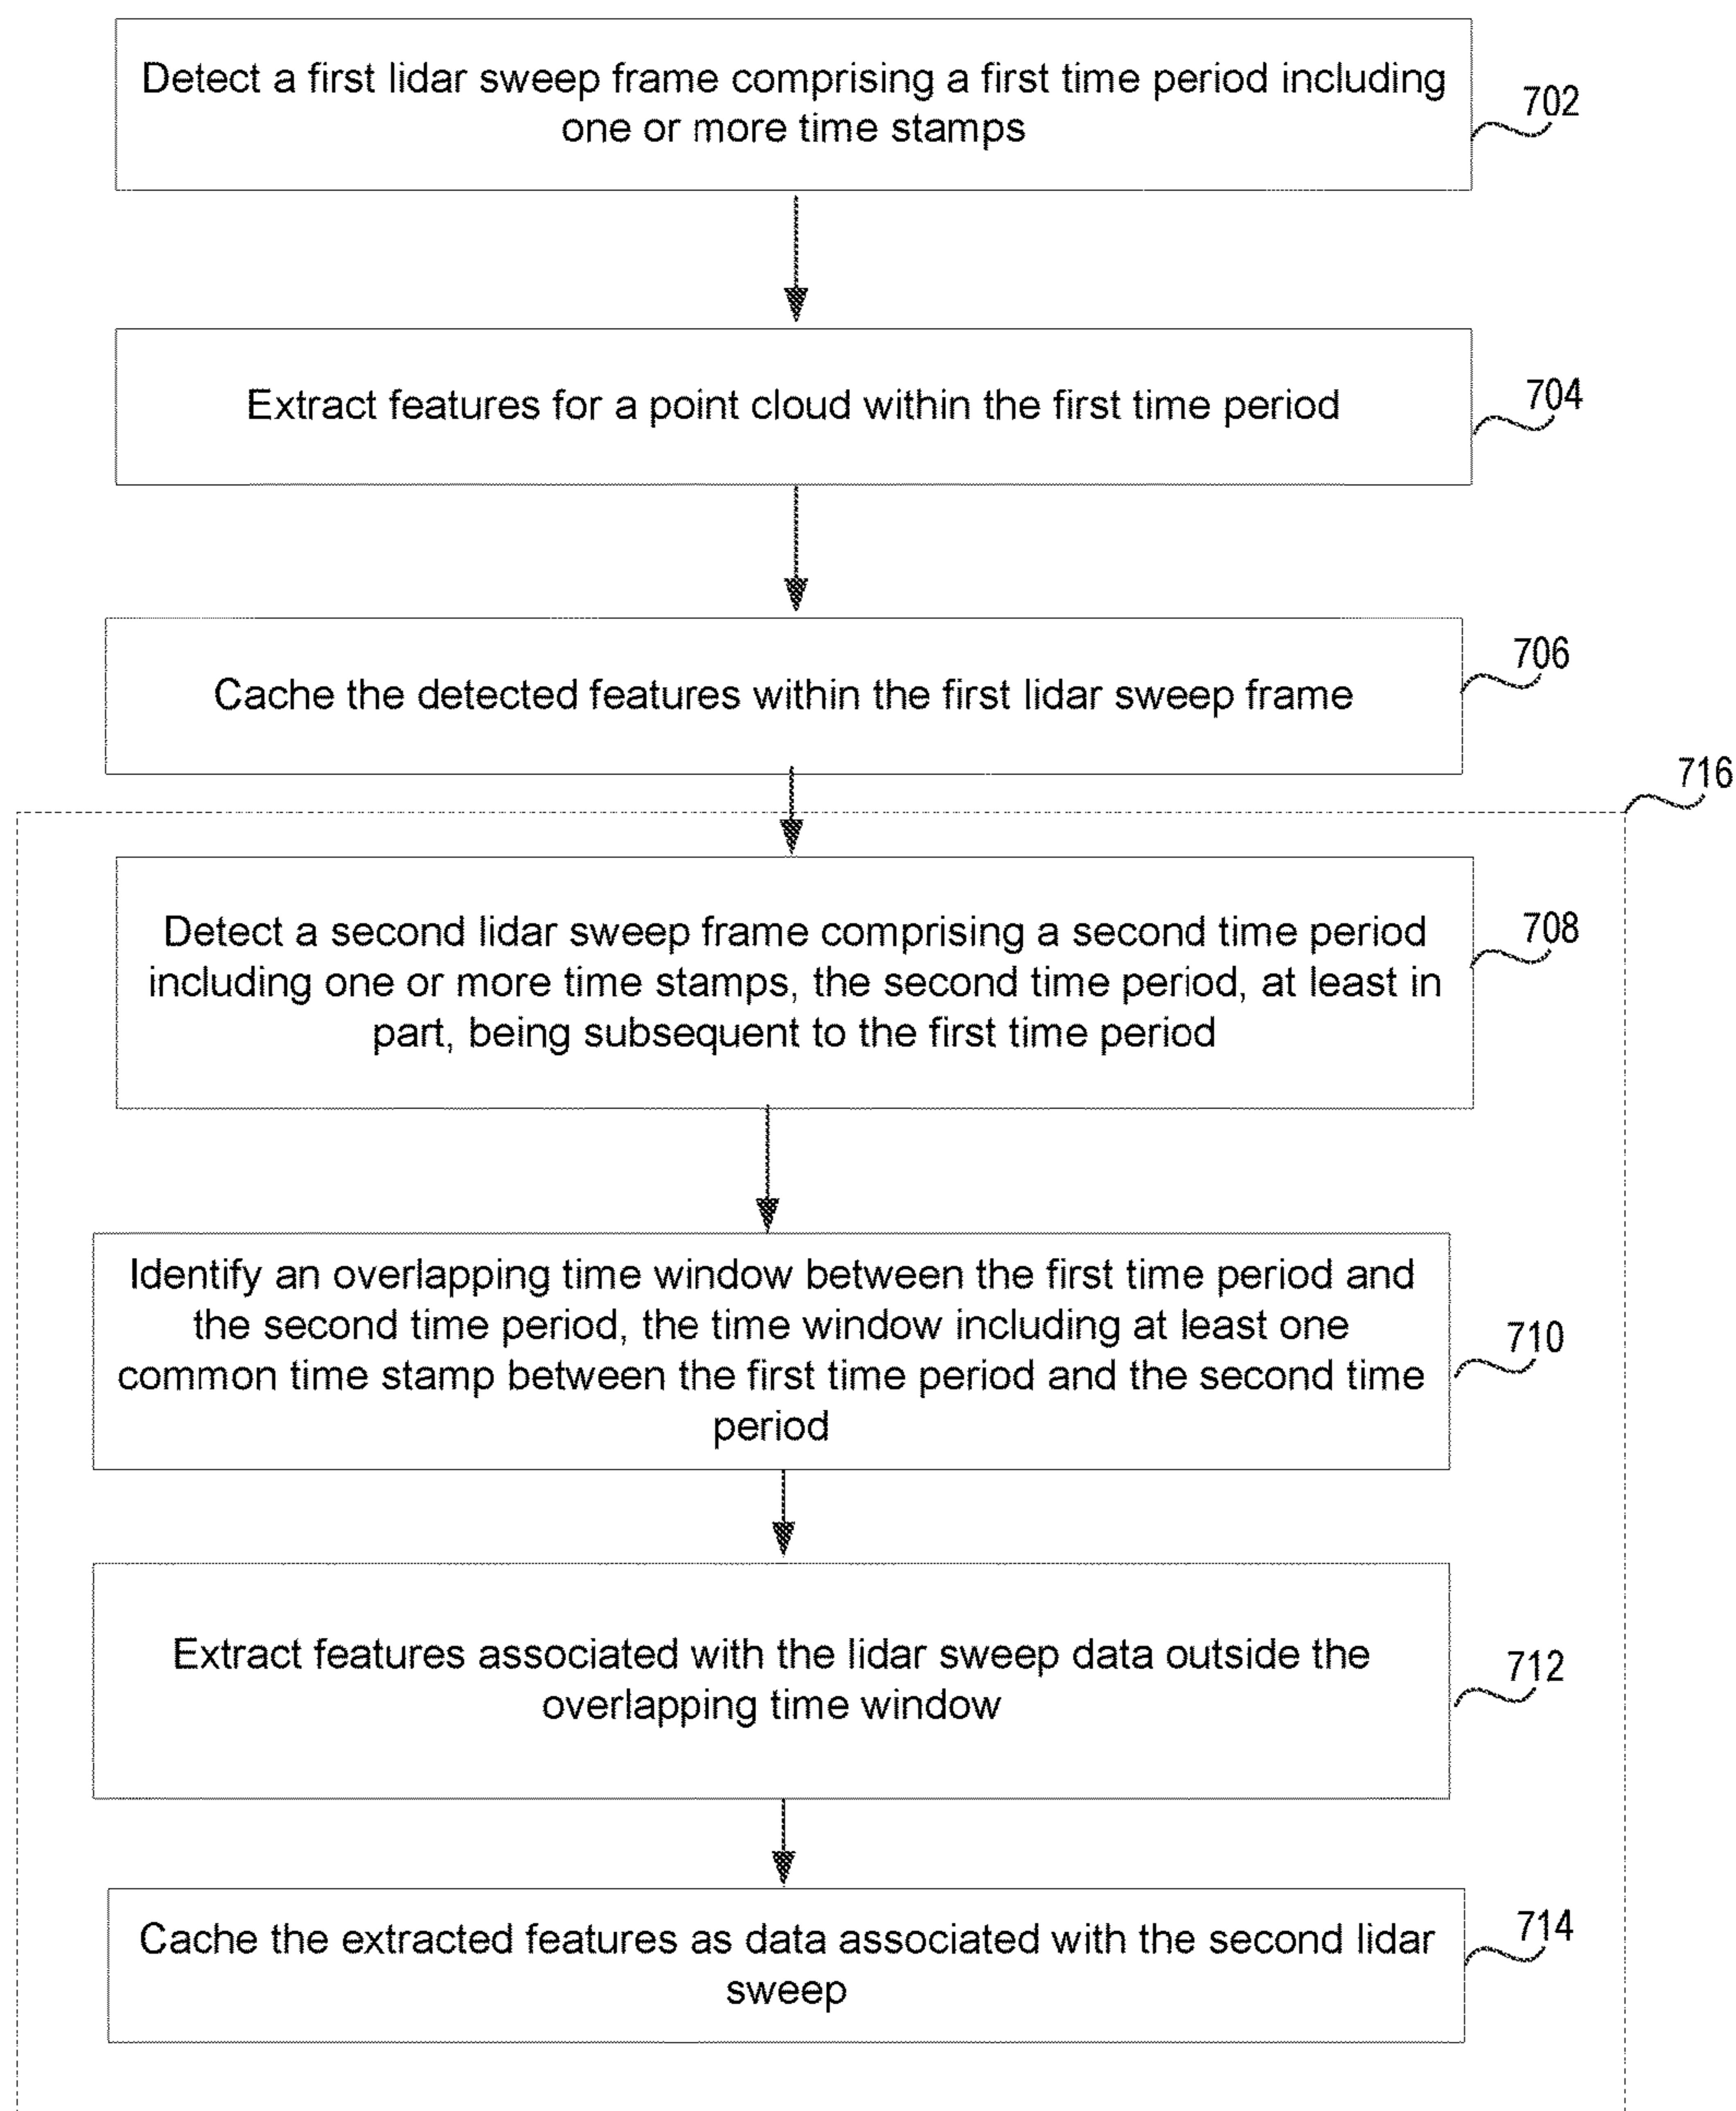 Detect a first lidar sweep frame comprising a first time period including
one or more time stamps
702
Extract features for a point cloud within the first time period
704
Cache the detected features within the first lidar sweep frame
706
716
Detect a second lidar sweep frame comprising a second time period
including one or more time stamps, the second time period, at least in
part, being subsequent to the first time period
708
Identify an overlapping time window between the first time period and
the second time period, the time window including at least one
common time stamp between the first time period and the second time
period
710
Extract features associated with the lidar sweep data outside the
overlapping time window
712
Cache the extracted features as data associated with the second lidar
sweep
714